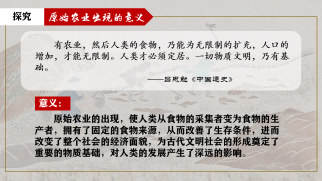 探究
原始农业出现的意义
有农业，然后人类的食物，乃能为无限制的扩充，人口的
增加，才能无限制。人类才必须定居。一切物质文明，乃有基
础。
——吕思勉《中国通史》
意义：
原始农业的出现，使人类从食物的采集者变为食物的生
产者，拥有了固定的食物来源，从而改善了生存条件，进而
改变了整个社会的经济面貌，为古代文明社会的形成奠定了
重要的物质基础，对人类的发展产生了深远的影响。